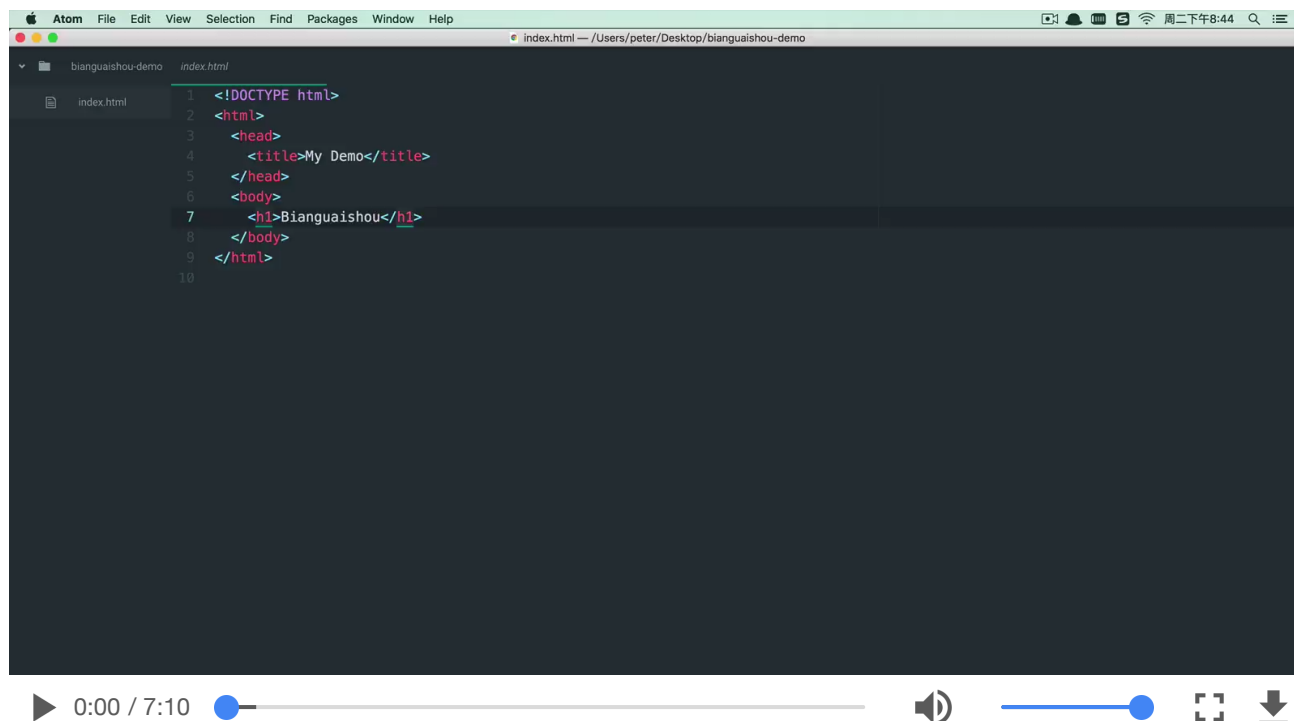 Atom File Edit View Selection Find Packages Window Help 周二下午8:44
index.html — /Users/peter/Desktop/bianguaishou-demo
bianguaishou-demo index.html
index.html
1 <!DOCTYPE html>
2 <html>
3 <head>
4 <title>My Demo</title>
5 </head>
6 <body>
7 <h1>Bianguaishou</h1>
8 </body>
9 </html>
10
0:00 / 7:10